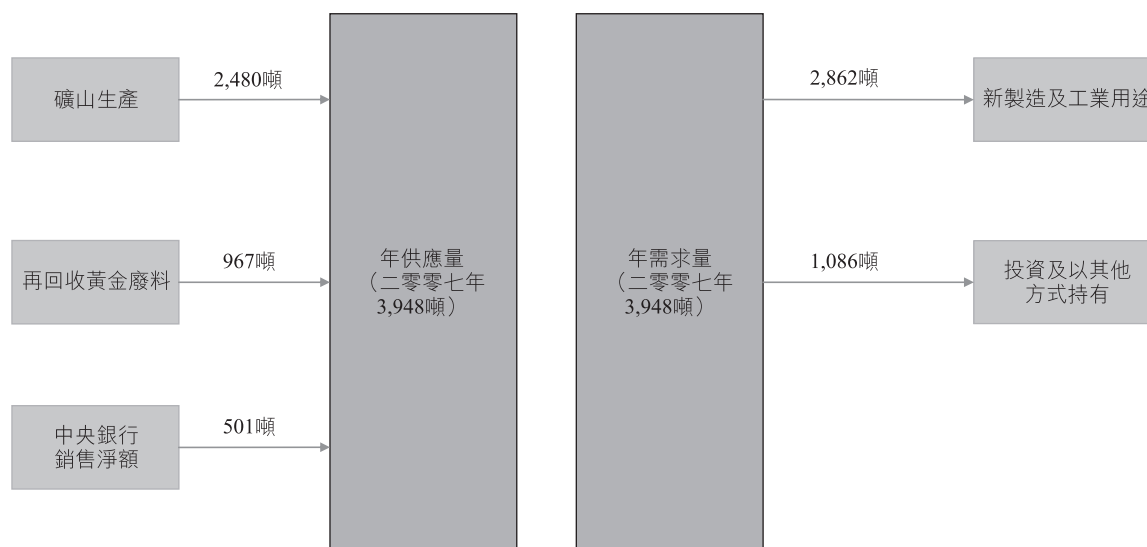 礦山生產
2,480噸
再回收黃金廢料
967噸
中央銀行
銷售淨額
501噸
年供應量
（二零零七年
3,948噸）
年需求量
（二零零七年
3,948噸）
2,862噸
新製造及工業用途
1,086噸
投資及以其他
方式持有